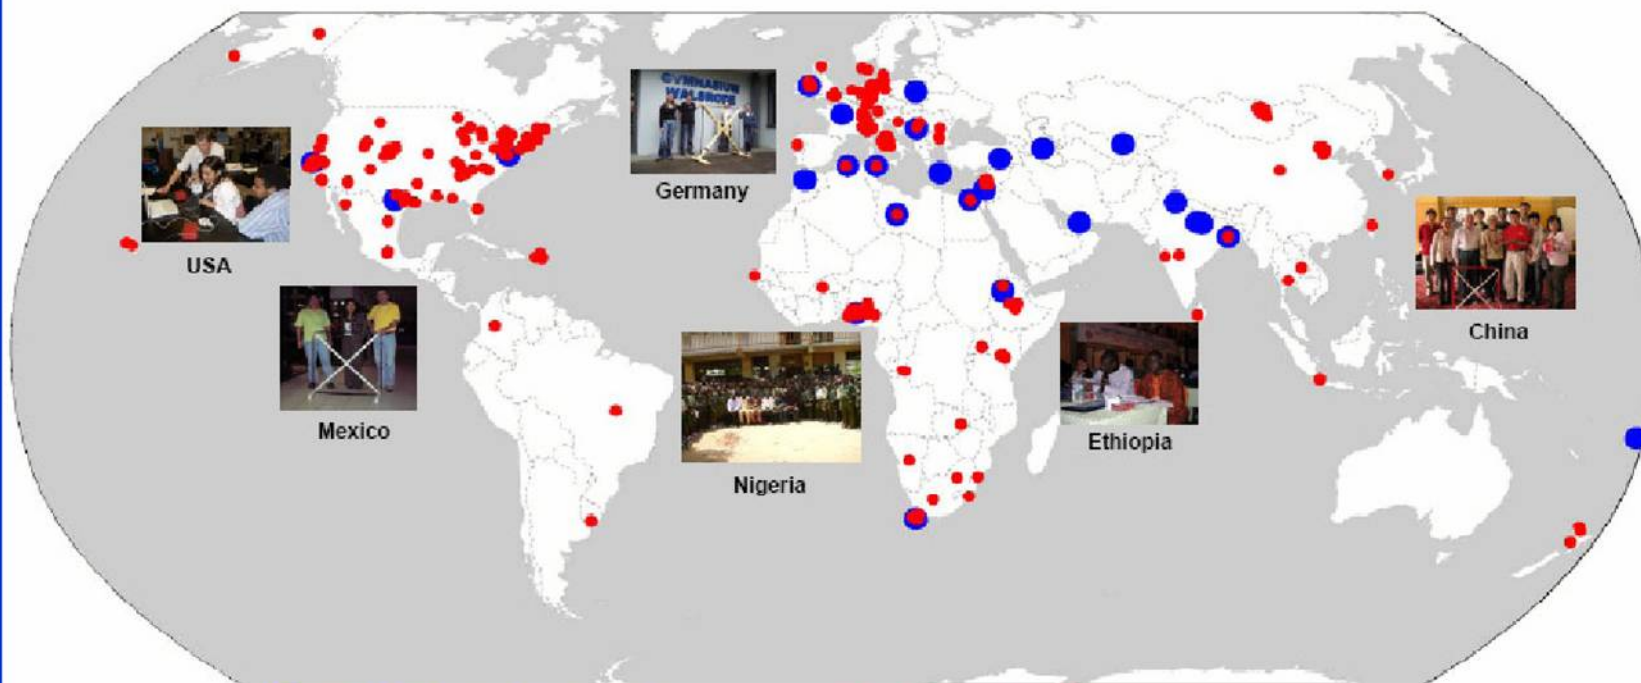 GYMNASIUM
WALSRODE
Germany
USA
China
Mexico
Ethiopia
Nigeria